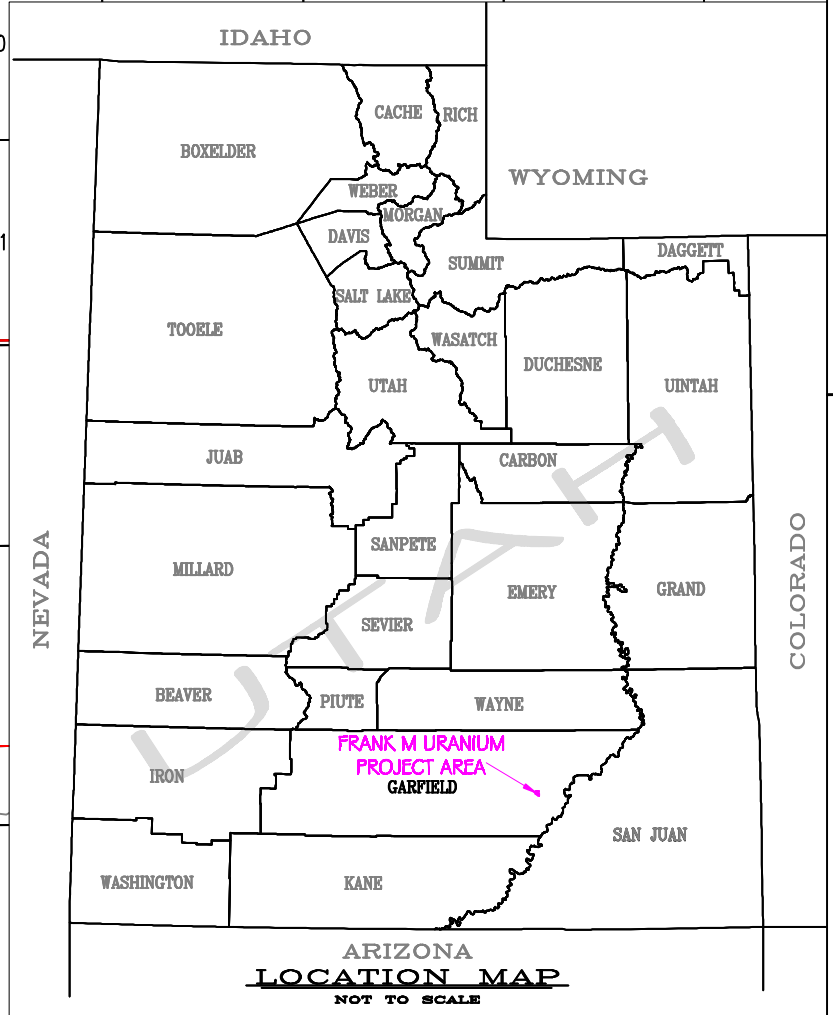 IDAHO
CACHE
RICH
BOXELDER
WYOMING
WEBER
MORGAN
DAVIS
DAGGETT
SUMMIT
SALT LAKE
TOOELE
WASATCH
DUCHESNE
UTAH
UINTAH
JUAB
CARBON
UTAH
NEVADA
COLORADO
SANPETE
MILLARD
EMERY
GRAND
SEVIER
BEAVER
PIUTE
WAYNE
FRANK M URANIUM
PROJECT AREA
GARFIELD
IRON
SAN JUAN
WASHINGTON
KANE
ARIZONA
LOCATION MAP
NOT TO SCALE